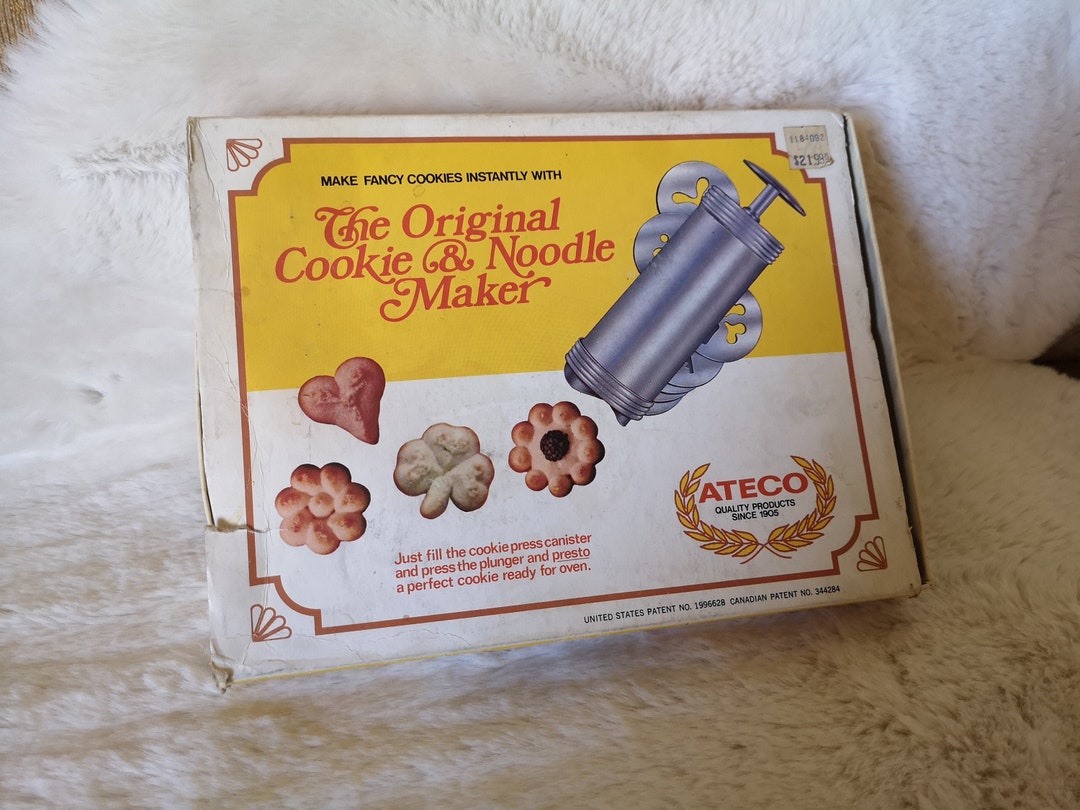 1184092
$21.99
MAKE FANCY COOKIES INSTANTLY WITH
The Original
Cookie & Noodle
Maker
ATECO
QUALITY PRODUCTS
SINCE 1905
Just fill the cookie press canister
and press the plunger and presto
a perfect cookie ready for oven.
UNITED STATES PATENT NO. 1996628 CANADIAN PATENT NO. 344284